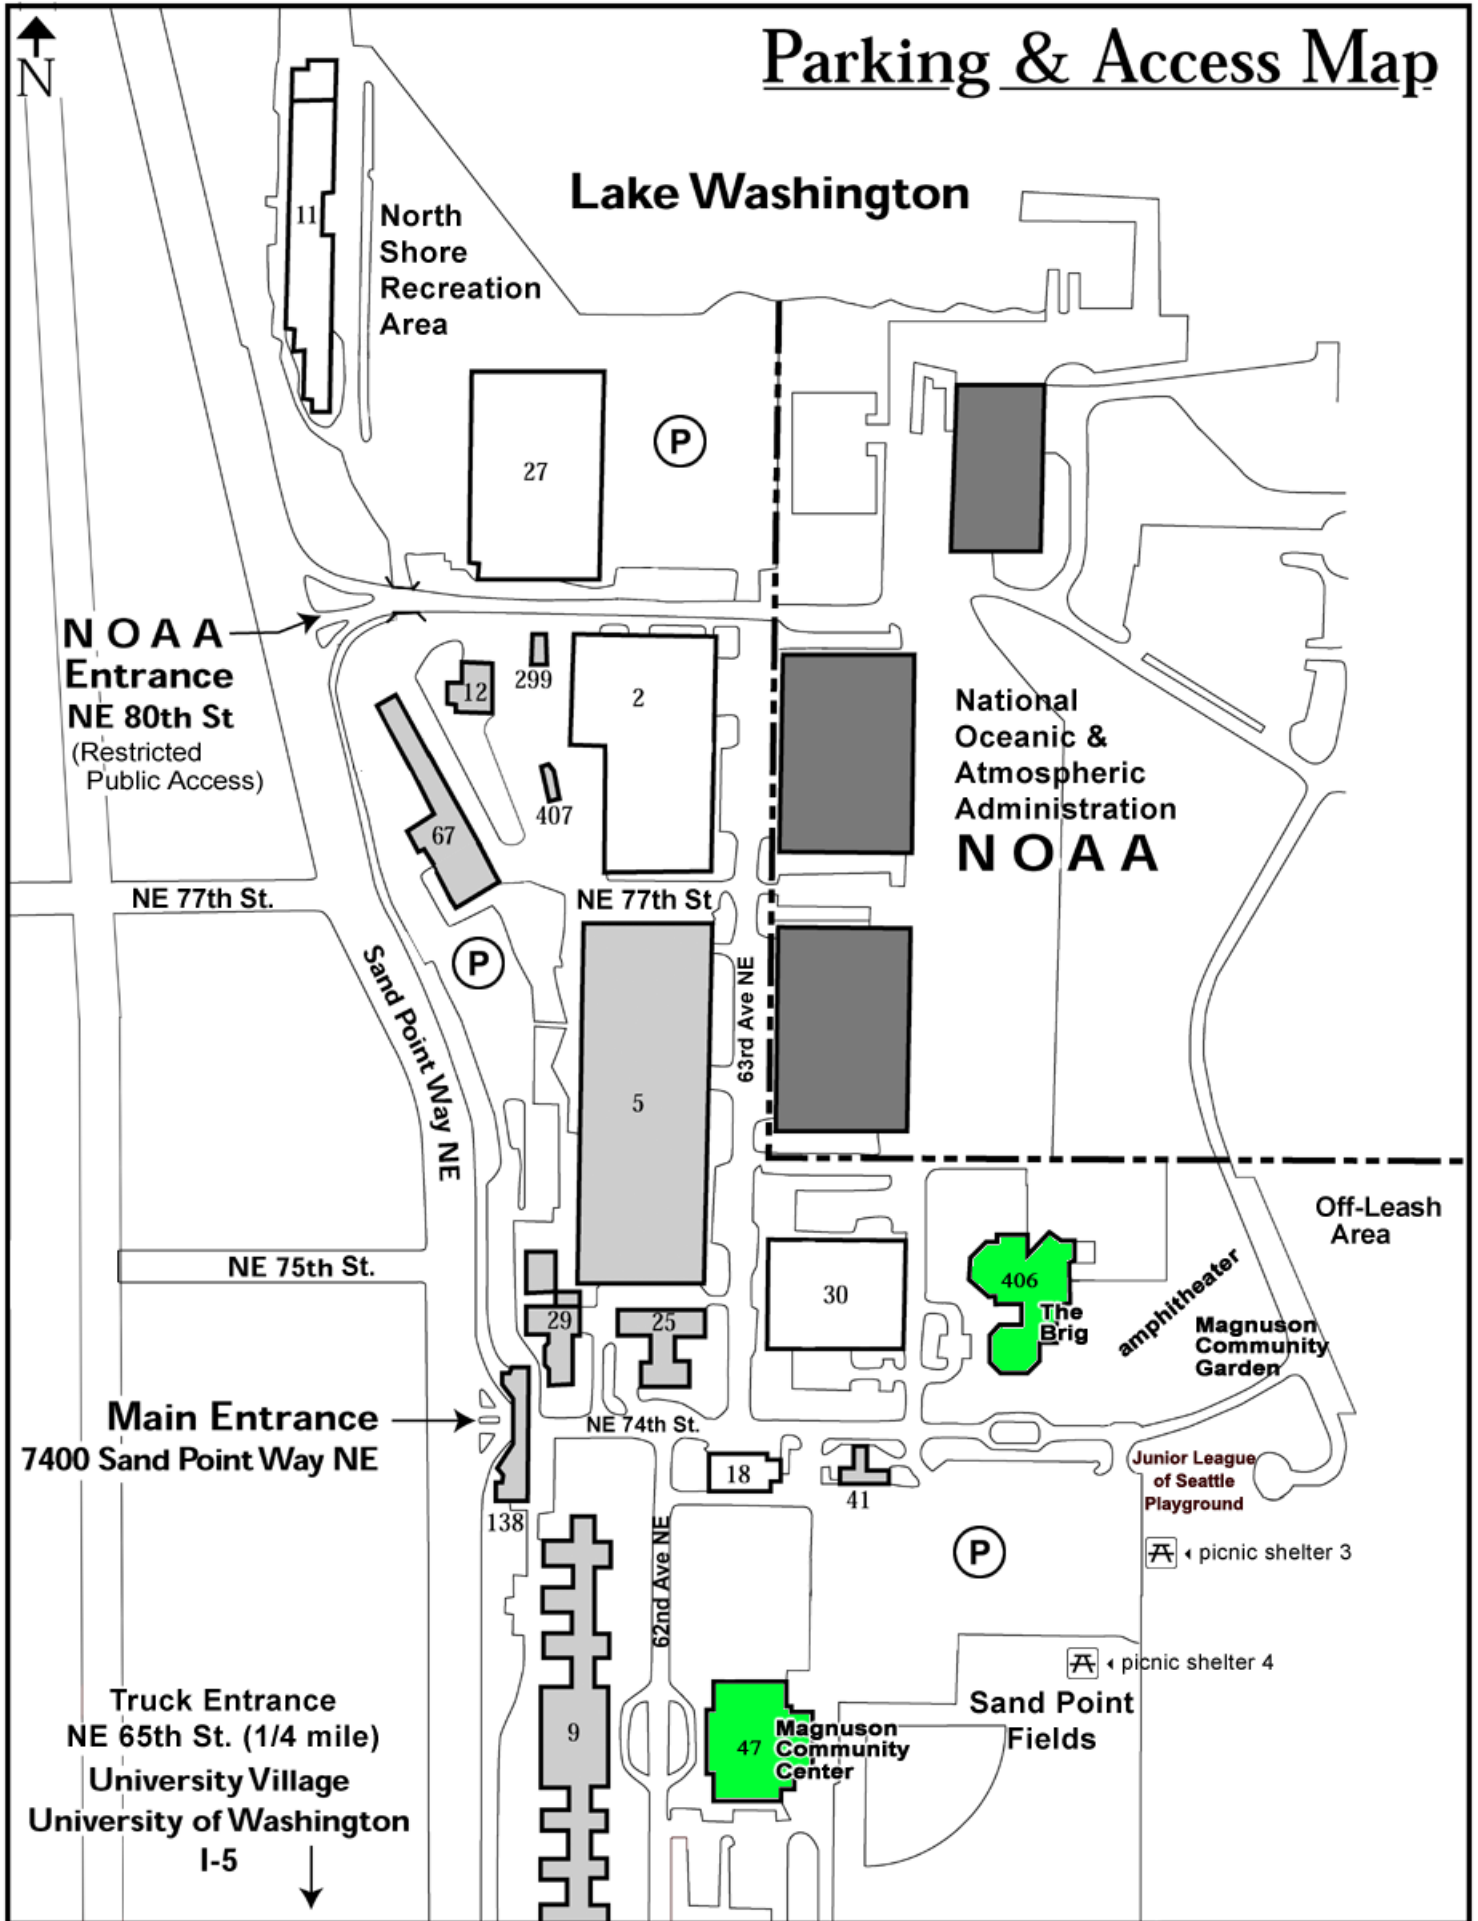 N
Parking & Access Map
Lake Washington
11
North
Shore
Recreation
Area
27
P
N O A A
Entrance
NE 80th St
(Restricted
Public Access)
299
12
2
407
67
National
Oceanic &
Atmospheric
Administration
N O A A
NE 77th St.
NE 77th St
P
Sand Point Way NE
63rd Ave NE
5
Off-Leash
Area
NE 75th St.
30
406
The
Brig
amphitheater
Magnuson
Community
Garden
29
25
Main Entrance
7400 Sand Point Way NE
NE 74th St.
18
41
138
Junior League
of Seattle
Playground
P
picnic shelter 3
62nd Ave NE
picnic shelter 4
Sand Point
Fields
Truck Entrance
NE 65th St. (1/4 mile)
University Village
University of Washington
I-5
9
47
Magnuson
Community
Center